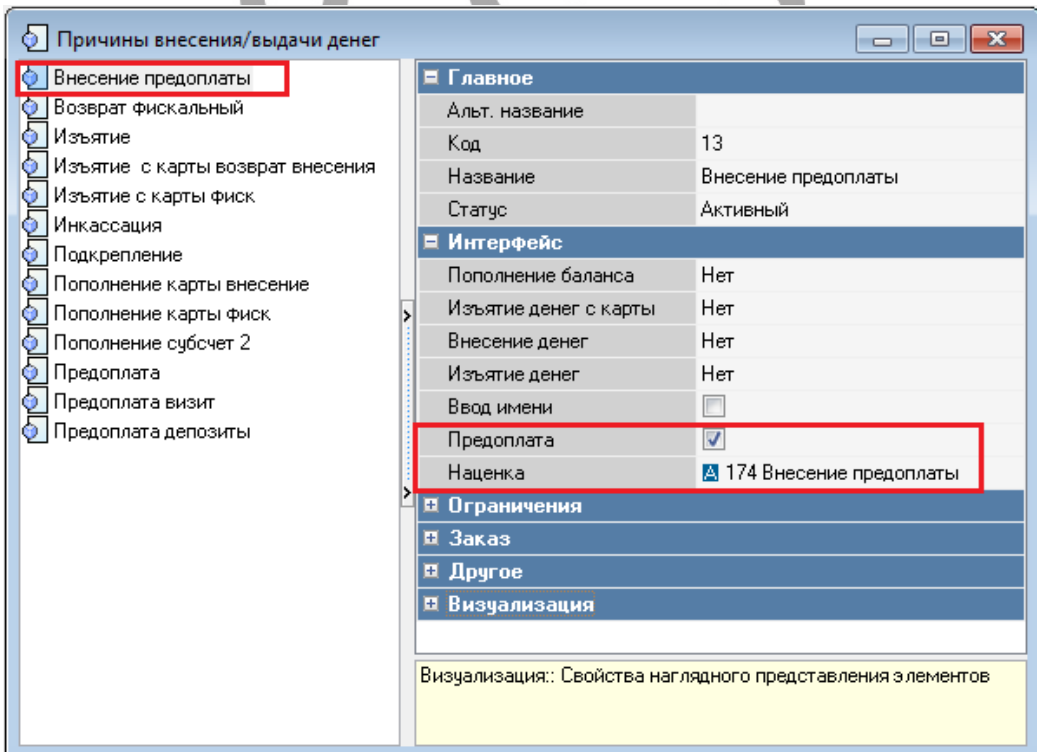 Причины внесения/выдачи денег
Внесение предоплаты
Возврат фискальный
Изъятие
Изъятие с карты возврат внесения
Изъятие с карты фиск
Инкассация
Подкрепление
Пополнение карты внесение
Пополнение карты фиск
Пополнение субсчет 2
Предоплата
Предоплата визит
Предоплата депозиты
Главное
Альт. название
Код 13
Название Внесение предоплаты
Статус Активный
Интерфейс
Пополнение баланса Нет
Изъятие денег с карты Нет
Внесение денег Нет
Изъятие денег Нет
Ввод имени
Предоплата
Наценка A 174 Внесение предоплаты
Ограничения
Заказ
Другое
Визуализация
Визуализация:: Свойства наглядного представления элементов